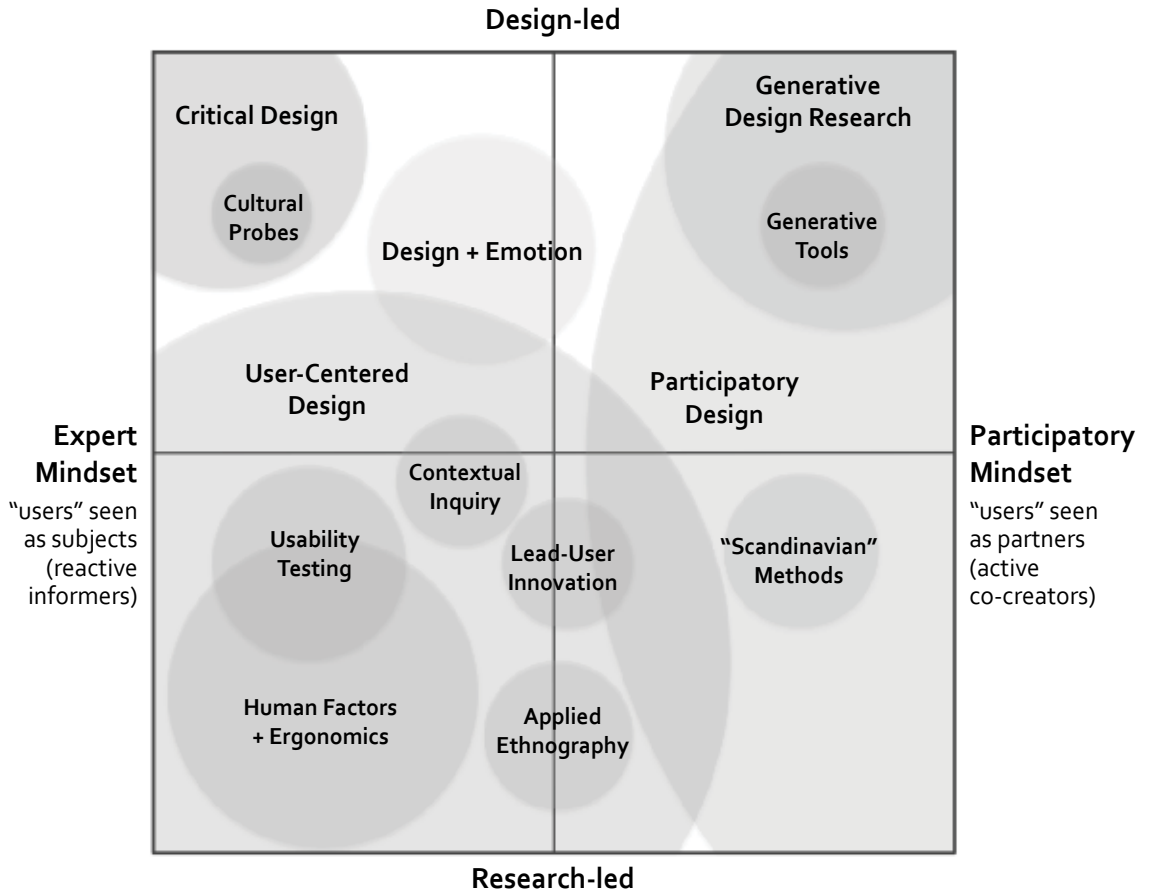 Design-led
Critical Design
Cultural
Probes
Design + Emotion
Generative
Design Research
Generative
Tools
User-Centered
Design
Participatory
Design
Expert
Mindset
“users” seen
as subjects
(reactive
informers)
Participatory
Mindset
“users” seen
as partners
(active
co-creators)
Contextual
Inquiry
Usability
Testing
Lead-User
Innovation
“Scandinavian”
Methods
Human Factors
+ Ergonomics
Applied
Ethnography
Research-led